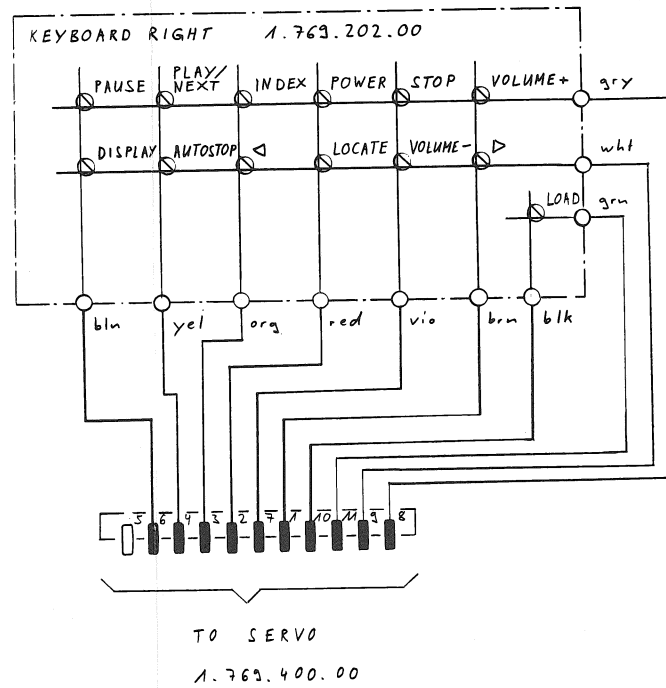 KEYBOARD RIGHT 1.769.202.00
PAUSE PLAY/ NEXT INDEX POWER STOP VOLUME+ gry
DISPLAY AUTOSTOP ◁ LOCATE VOLUME- ▷ wht
LOAD grn
bln yel org red vio brn blk
5 6 4 3 2 7 1 10 11 9 8
TO SERVO
1.769.400.00